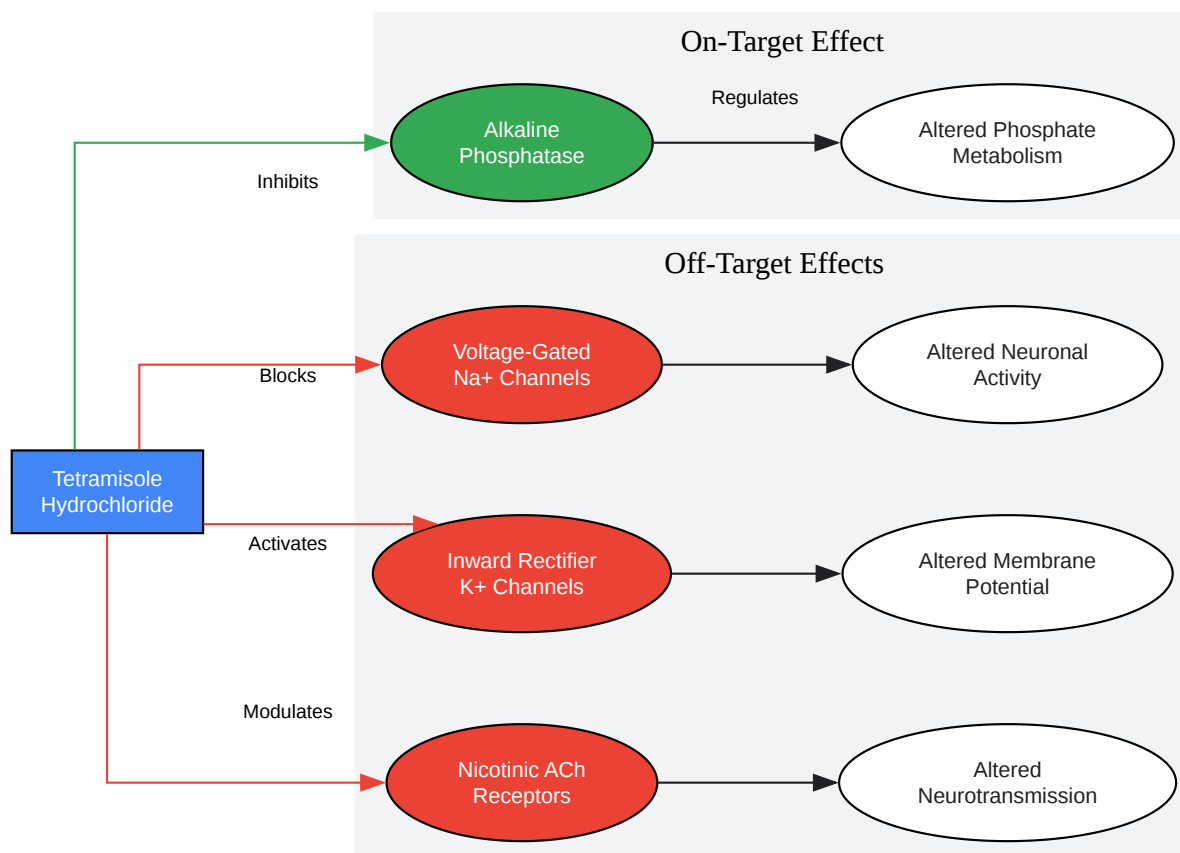 On-Target Effect
Regulates
Alkaline
Phosphatase
Altered Phosphate
Metabolism
Inhibits
Off-Target Effects
Voltage-Gated
Na+ Channels
Altered Neuronal
Activity
Blocks
Tetramisole
Hydrochloride
Activates
Inward Rectifier
K+ Channels
Altered Membrane
Potential
Modulates
Nicotinic ACh
Receptors
Altered
Neurotransmission